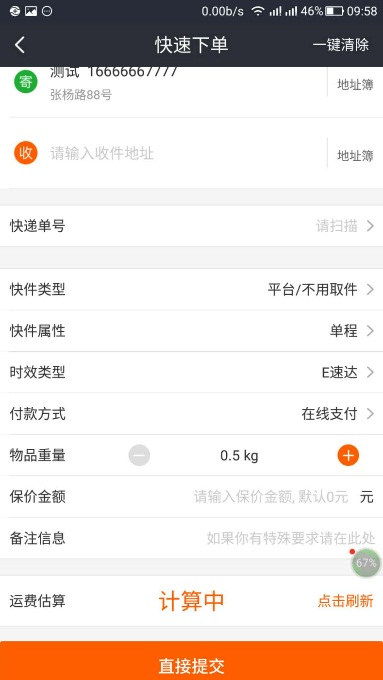 0.00b/s 46% 09:58
快速下单 一键清除
寄 测试 16666667777 地址簿
张杨路88号
收 请输入收件地址 地址簿
快递单号 请扫描
快件类型 平台/不用取件
快件属性 单程
时效类型 E速达
付款方式 在线支付
物品重量 0.5 kg
保价金额 请输入保价金额, 默认0元 元
备注信息 如果你有特殊要求请在此处
67%
运费估算 计算中 点击刷新
直接提交